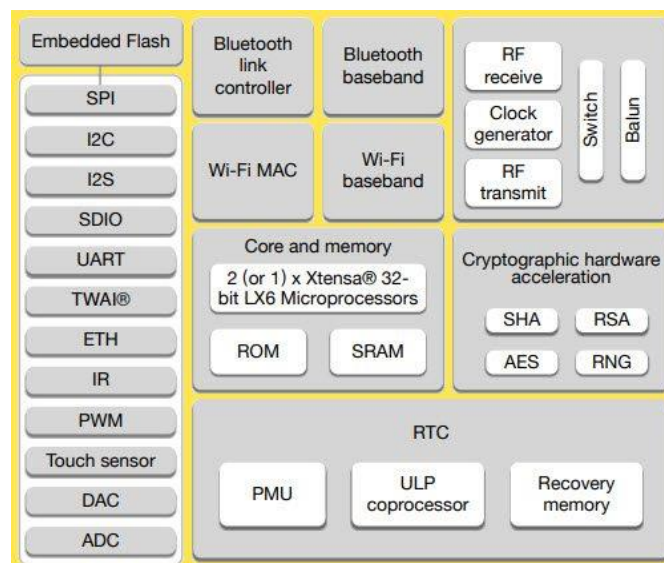 Embedded Flash
SPI
I2C
I2S
SDIO
UART
TWAI®
ETH
IR
PWM
Touch sensor
DAC
ADC
Bluetooth
link
controller
Bluetooth
baseband
Wi-Fi MAC
Wi-Fi
baseband
RF
receive
Clock
generator
RF
transmit
Switch
Balun
Core and memory
2 (or 1) x Xtensa® 32-
bit LX6 Microprocessors
ROM
SRAM
Cryptographic hardware
acceleration
SHA
RSA
AES
RNG
RTC
PMU
ULP
coprocessor
Recovery
memory